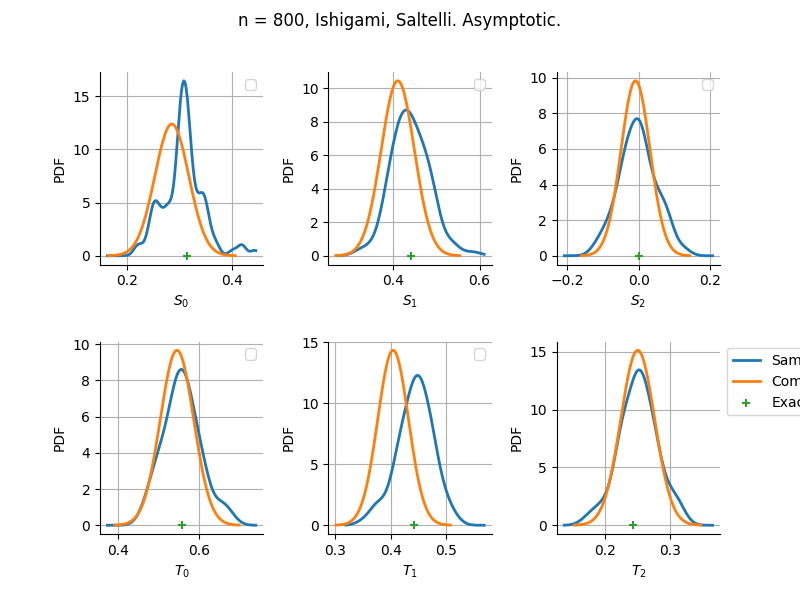 n = 800, Ishigami, Saltelli. Asymptotic.
PDF
15
10
5
0
0.2 0.4
S0
PDF
10
8
6
4
2
0
0.4 0.6
S1
PDF
10
8
6
4
2
0
−0.2 0.0 0.2
S2
PDF
10
8
6
4
2
0
0.4 0.6
T0
PDF
15
10
5
0
0.3 0.4 0.5
T1
PDF
15
10
5
0
0.2 0.3
T2
Sam
Com
Exac